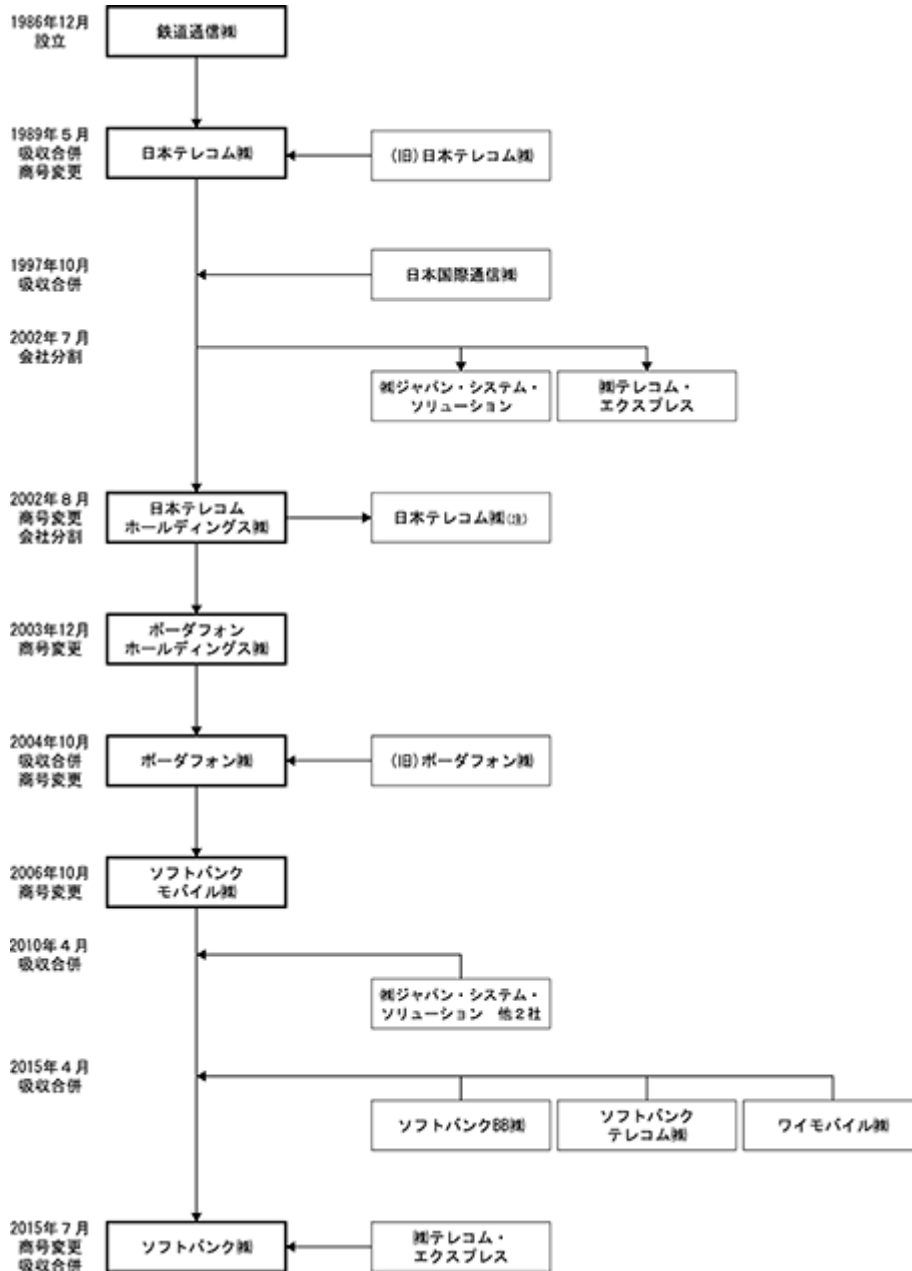 1986年12月
設立
鉄道通信㈱
1989年５月
吸収合併
商号変更
日本テレコム㈱
(旧)日本テレコム㈱
1997年10月
吸収合併
日本国際通信㈱
2002年７月
会社分割
㈱ジャパン・システム・
ソリューション
㈱テレコム・
エクスプレス
2002年８月
商号変更
会社分割
日本テレコム
ホールディングス㈱
日本テレコム㈱(注)
2003年12月
商号変更
ボーダフォン
ホールディングス㈱
2004年10月
吸収合併
商号変更
ボーダフォン㈱
(旧)ボーダフォン㈱
2006年10月
商号変更
ソフトバンク
モバイル㈱
2010年４月
吸収合併
㈱ジャパン・システム・
ソリューション 他２社
2015年４月
吸収合併
ソフトバンクBB㈱
ソフトバンク
テレコム㈱
ワイモバイル㈱
2015年７月
商号変更
吸収合併
ソフトバンク㈱
㈱テレコム・
エクスプレス